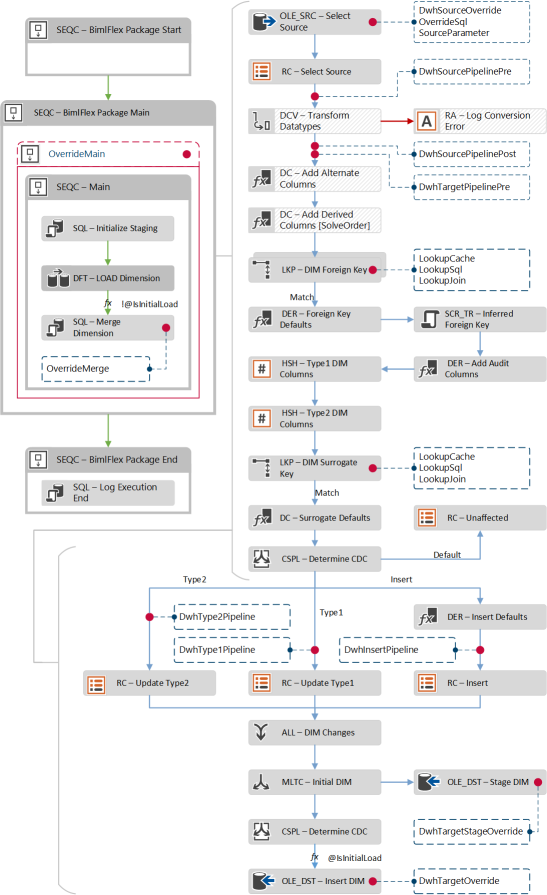 SEQC – BimlFlex Package Start
SEQC – BimlFlex Package Main
OverrideMain
SEQC – Main
SQL – Initialize Staging
DFT – LOAD Dimension
fx !@IsInitialLoad
SQL – Merge
Dimension
OverrideMerge
SEQC – BimlFlex Package End
SQL – Log Execution
End
OLE_SRC – Select
Source
DwhSourceOverride
OverrideSql
SourceParameter
RC – Select Source
DwhSourcePipelinePre
DCV – Transform
Datatypes
RA – Log Conversion
Error
DwhSourcePipelinePost
DwhTargetPipelinePre
DC – Add Alternate
Columns
DC – Add Derived
Columns [SolveOrder]
LKP – DIM Foreign Key
LookupCache
LookupSql
LookupJoin
Match
DER – Foreign Key
Defaults
SCR_TR – Inferred
Foreign Key
HSH – Type1 DIM
Columns
DER – Add Audit
Columns
HSH – Type2 DIM
Columns
LKP – DIM Surrogate
Key
LookupCache
LookupSql
LookupJoin
Match
DC – Surrogate Defaults
RC – Unaffected
CSPL – Determine CDC
Default
Type2
Insert
Type1
DwhType2Pipeline
DER – Insert Defaults
DwhType1Pipeline
DwhInsertPipeline
RC – Update Type2
RC – Update Type1
RC – Insert
ALL – DIM Changes
MLTC – Initial DIM
OLE_DST – Stage DIM
CSPL – Determine CDC
DwhTargetStageOverride
fx @IsInitialLoad
OLE_DST – Insert DIM
DwhTargetOverride